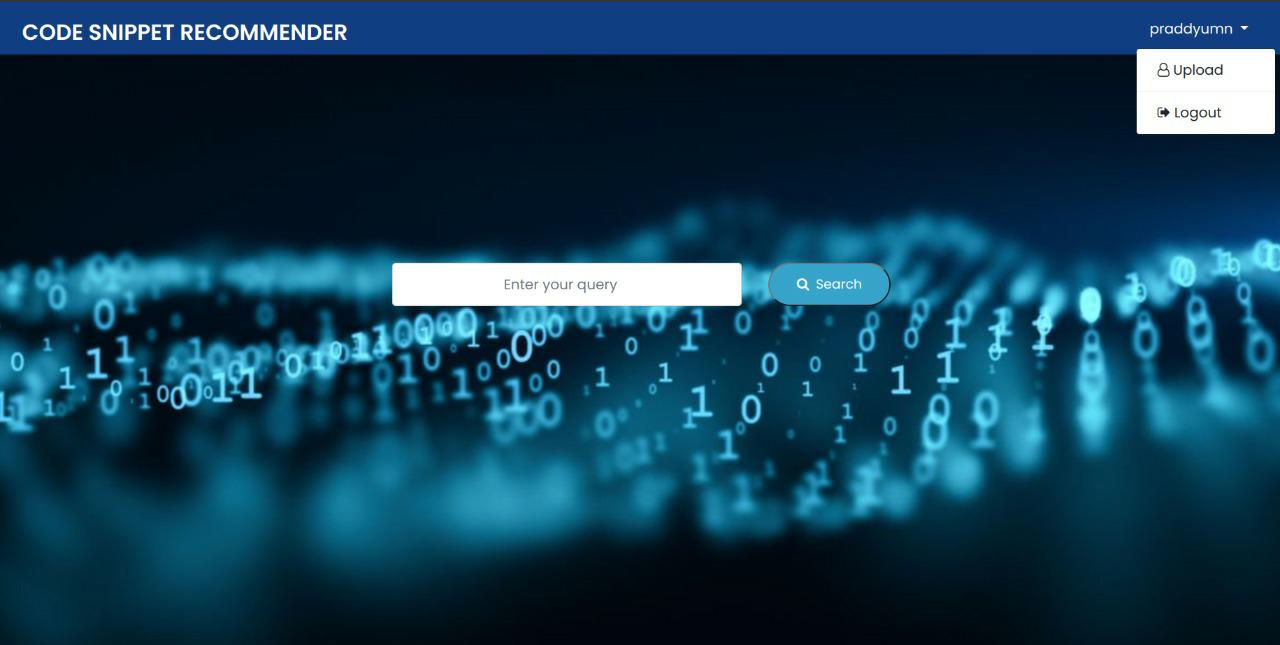 CODE SNIPPET RECOMMENDER
praddyumn
Upload
Logout
Enter your query
Search